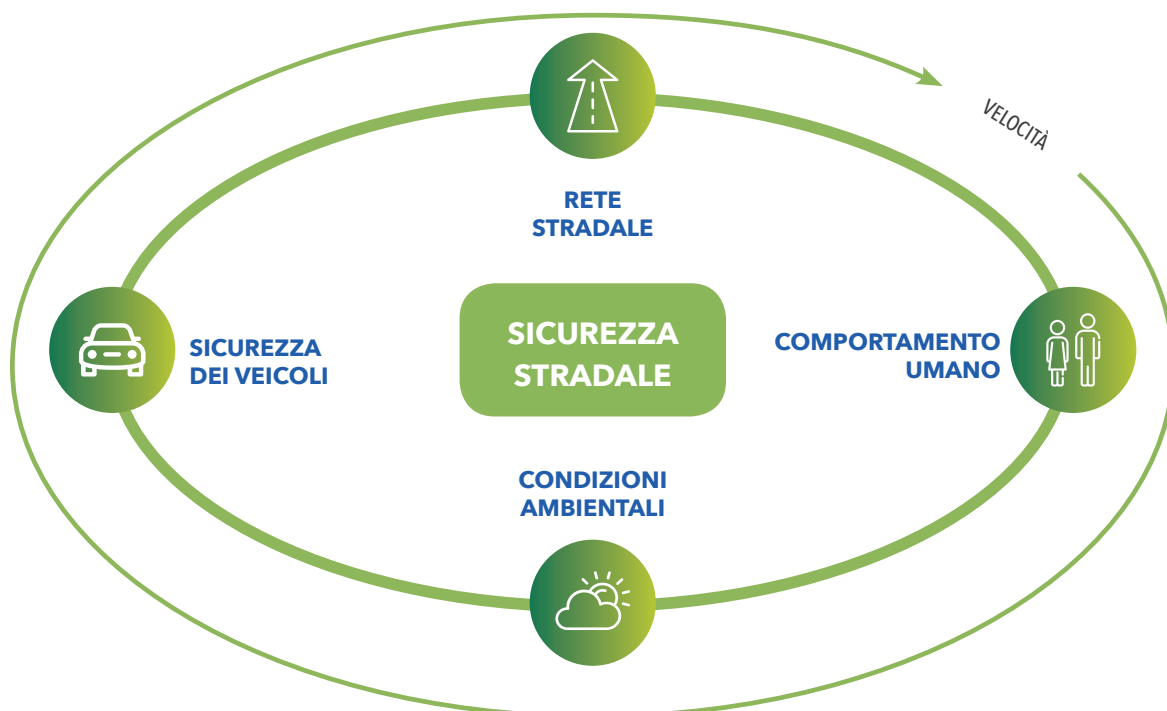 VELOCITÀ
RETE
STRADALE
SICUREZZA
DEI VEICOLI
SICUREZZA
STRADALE
COMPORTAMENTO
UMANO
CONDIZIONI
AMBIENTALI